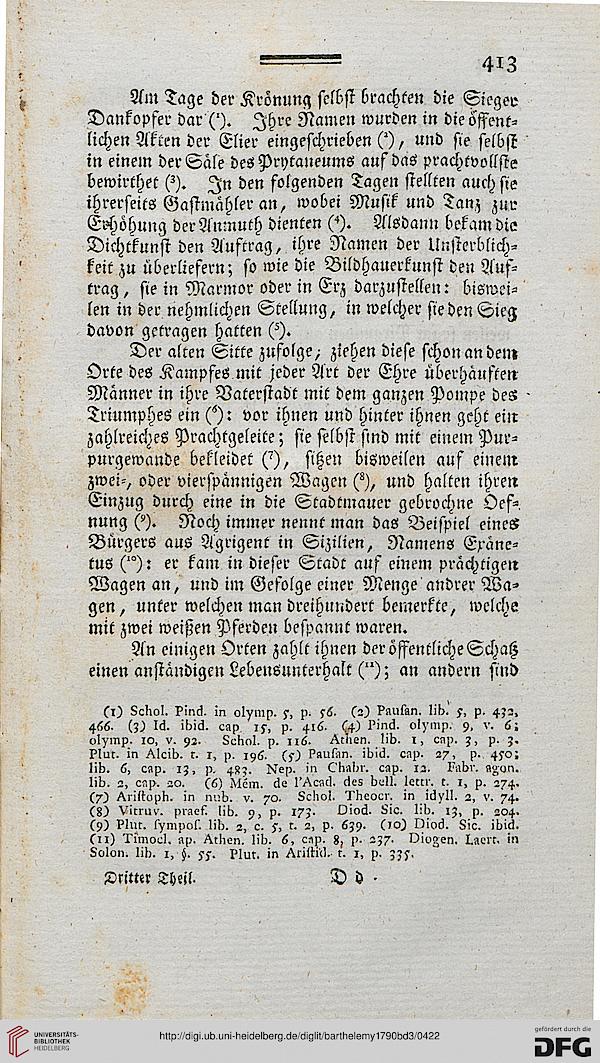 413
Am Tage der Krönung selbst brachten die Sieger
Dankopfer dar (¹). Ihre Namen wurden in die öffent=
lichen Akten der Elier eingeschrieben (²), und sie selbst
in einem der Säle des Prytaneums auf das prachtvollste
bewirthet (³). In den folgenden Tagen stellten auch sie
ihrerseits Gastmähler an, wobei Musik und Tanz zur
Erhöhung der Anmuth dienten (⁴). Alsdann bekam die
Dichtkunst den Auftrag, ihre Namen der Unsterblich=
keit zu überliefern; so wie die Bildhauerkunst den Auf=
trag, sie in Marmor oder in Erz darzustellen: biswei=
len in der nehmlichen Stellung, in welcher sie den Sieg
davon getragen hatten (⁵).
Der alten Sitte zufolge, ziehen diese schon an dem
Orte des Kampfes mit jeder Art der Ehre überhäuften
Männer in ihre Vaterstadt mit dem ganzen Pompe des
Triumphes ein (⁶): vor ihnen und hinter ihnen geht ein
zahlreiches Prachtgeleite; sie selbst sind mit einem Pur=
purgewande bekleidet (⁷), sitzen bisweilen auf einem
zwei=, oder vierspännigen Wagen (⁸), und halten ihren
Einzug durch eine in die Stadtmauer gebrochne Oef=
nung (⁹). Noch immer nennt man das Beispiel eines
Bürgers aus Agrigent in Sizilien, Namens Exäne=
tus (¹⁰): er kam in dieser Stadt auf einem prächtigen
Wagen an, und im Gefolge einer Menge andrer Wa=
gen, unter welchen man dreihundert bemerkte, welche
mit zwei weißen Pferden bespannt waren.
An einigen Orten zahlt ihnen der öffentliche Schatz
einen anständigen Lebensunterhalt (¹¹); an andern sind
(1) Schol. Pind. in olymp. 5, p. 56. (2) Pausan. lib. 5, p. 432,
466. (3) Id. ibid. cap. 15, p. 416. (4) Pind. olymp. 9, v. 6;
olymp. 10, v. 92. Schol. p. 116. Athen. lib. 1, cap. 3, p. 3.
Plut. in Alcib. t. 1, p. 196. (5) Pausan. ibid. cap. 27, p. 450;
lib. 6, cap. 13, p. 483. Nep. in Chabr. cap. 12. Fabr. agon.
lib. 2, cap. 20. (6) Mém. de l'Acad. des bell. lettr. t. 1, p. 274.
(7) Aristoph. in nub. v. 70. Schol. Theocr. in idyll. 2, v. 74.
(8) Vitruv. praef. lib. 9, p. 173. Diod. Sic. lib. 13, p. 204.
(9) Plut. sympos. lib. 2, c. 5, t. 2, p. 639. (10) Diod. Sic. ibid.
(11) Timocl. ap. Athen. lib. 6, cap. 8, p. 237. Diogen. Laert. in
Solon. lib. 1, §. 55. Plut. in Aristid. t. 1, p. 335.
Dritter Theil. D d
UNIVERSITÄTS-
BIBLIOTHEK
HEIDELBERG
http://digi.ub.uni-heidelberg.de/diglit/barthelemy1790bd3/0422
gefördert durch die
DFG